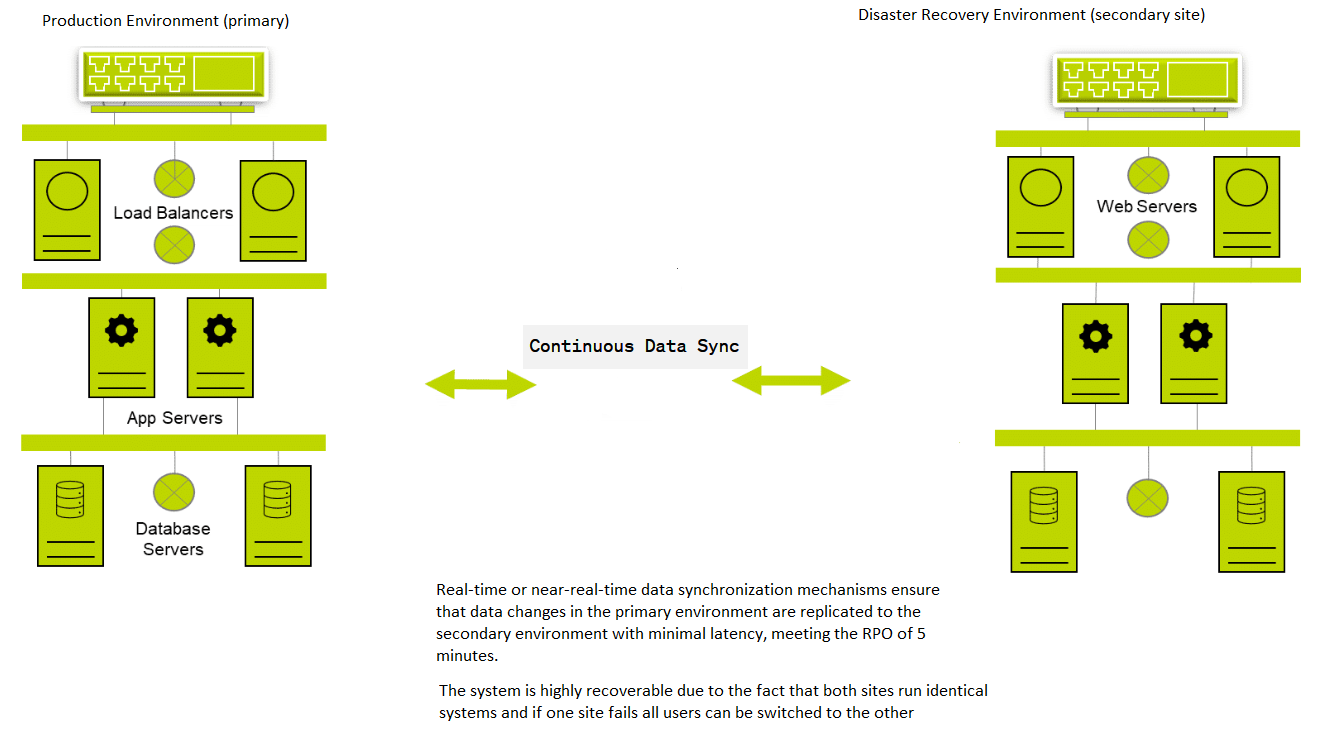 Production Environment (primary)
Disaster Recovery Environment (secondary site)
Load Balancers
Web Servers
Continuous Data Sync
App Servers
Database
Servers
Real-time or near-real-time data synchronization mechanisms ensure
that data changes in the primary environment are replicated to the
secondary environment with minimal latency, meeting the RPO of 5
minutes.
The system is highly recoverable due to the fact that both sites run identical
systems and if one site fails all users can be switched to the other